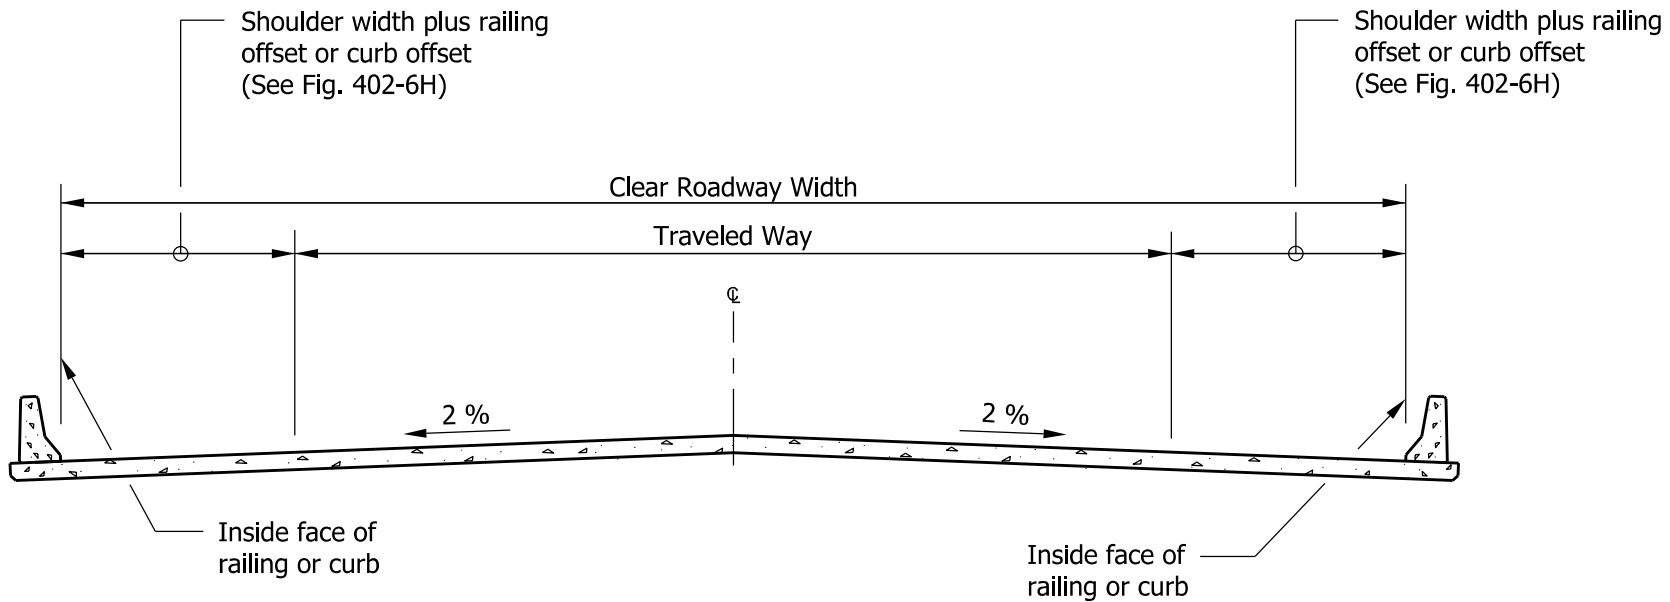 Shoulder width plus railing
offset or curb offset
(See Fig. 402-6H)
Shoulder width plus railing
offset or curb offset
(See Fig. 402-6H)
Clear Roadway Width
Traveled Way
℄
2 %
2 %
Inside face of
railing or curb
Inside face of
railing or curb